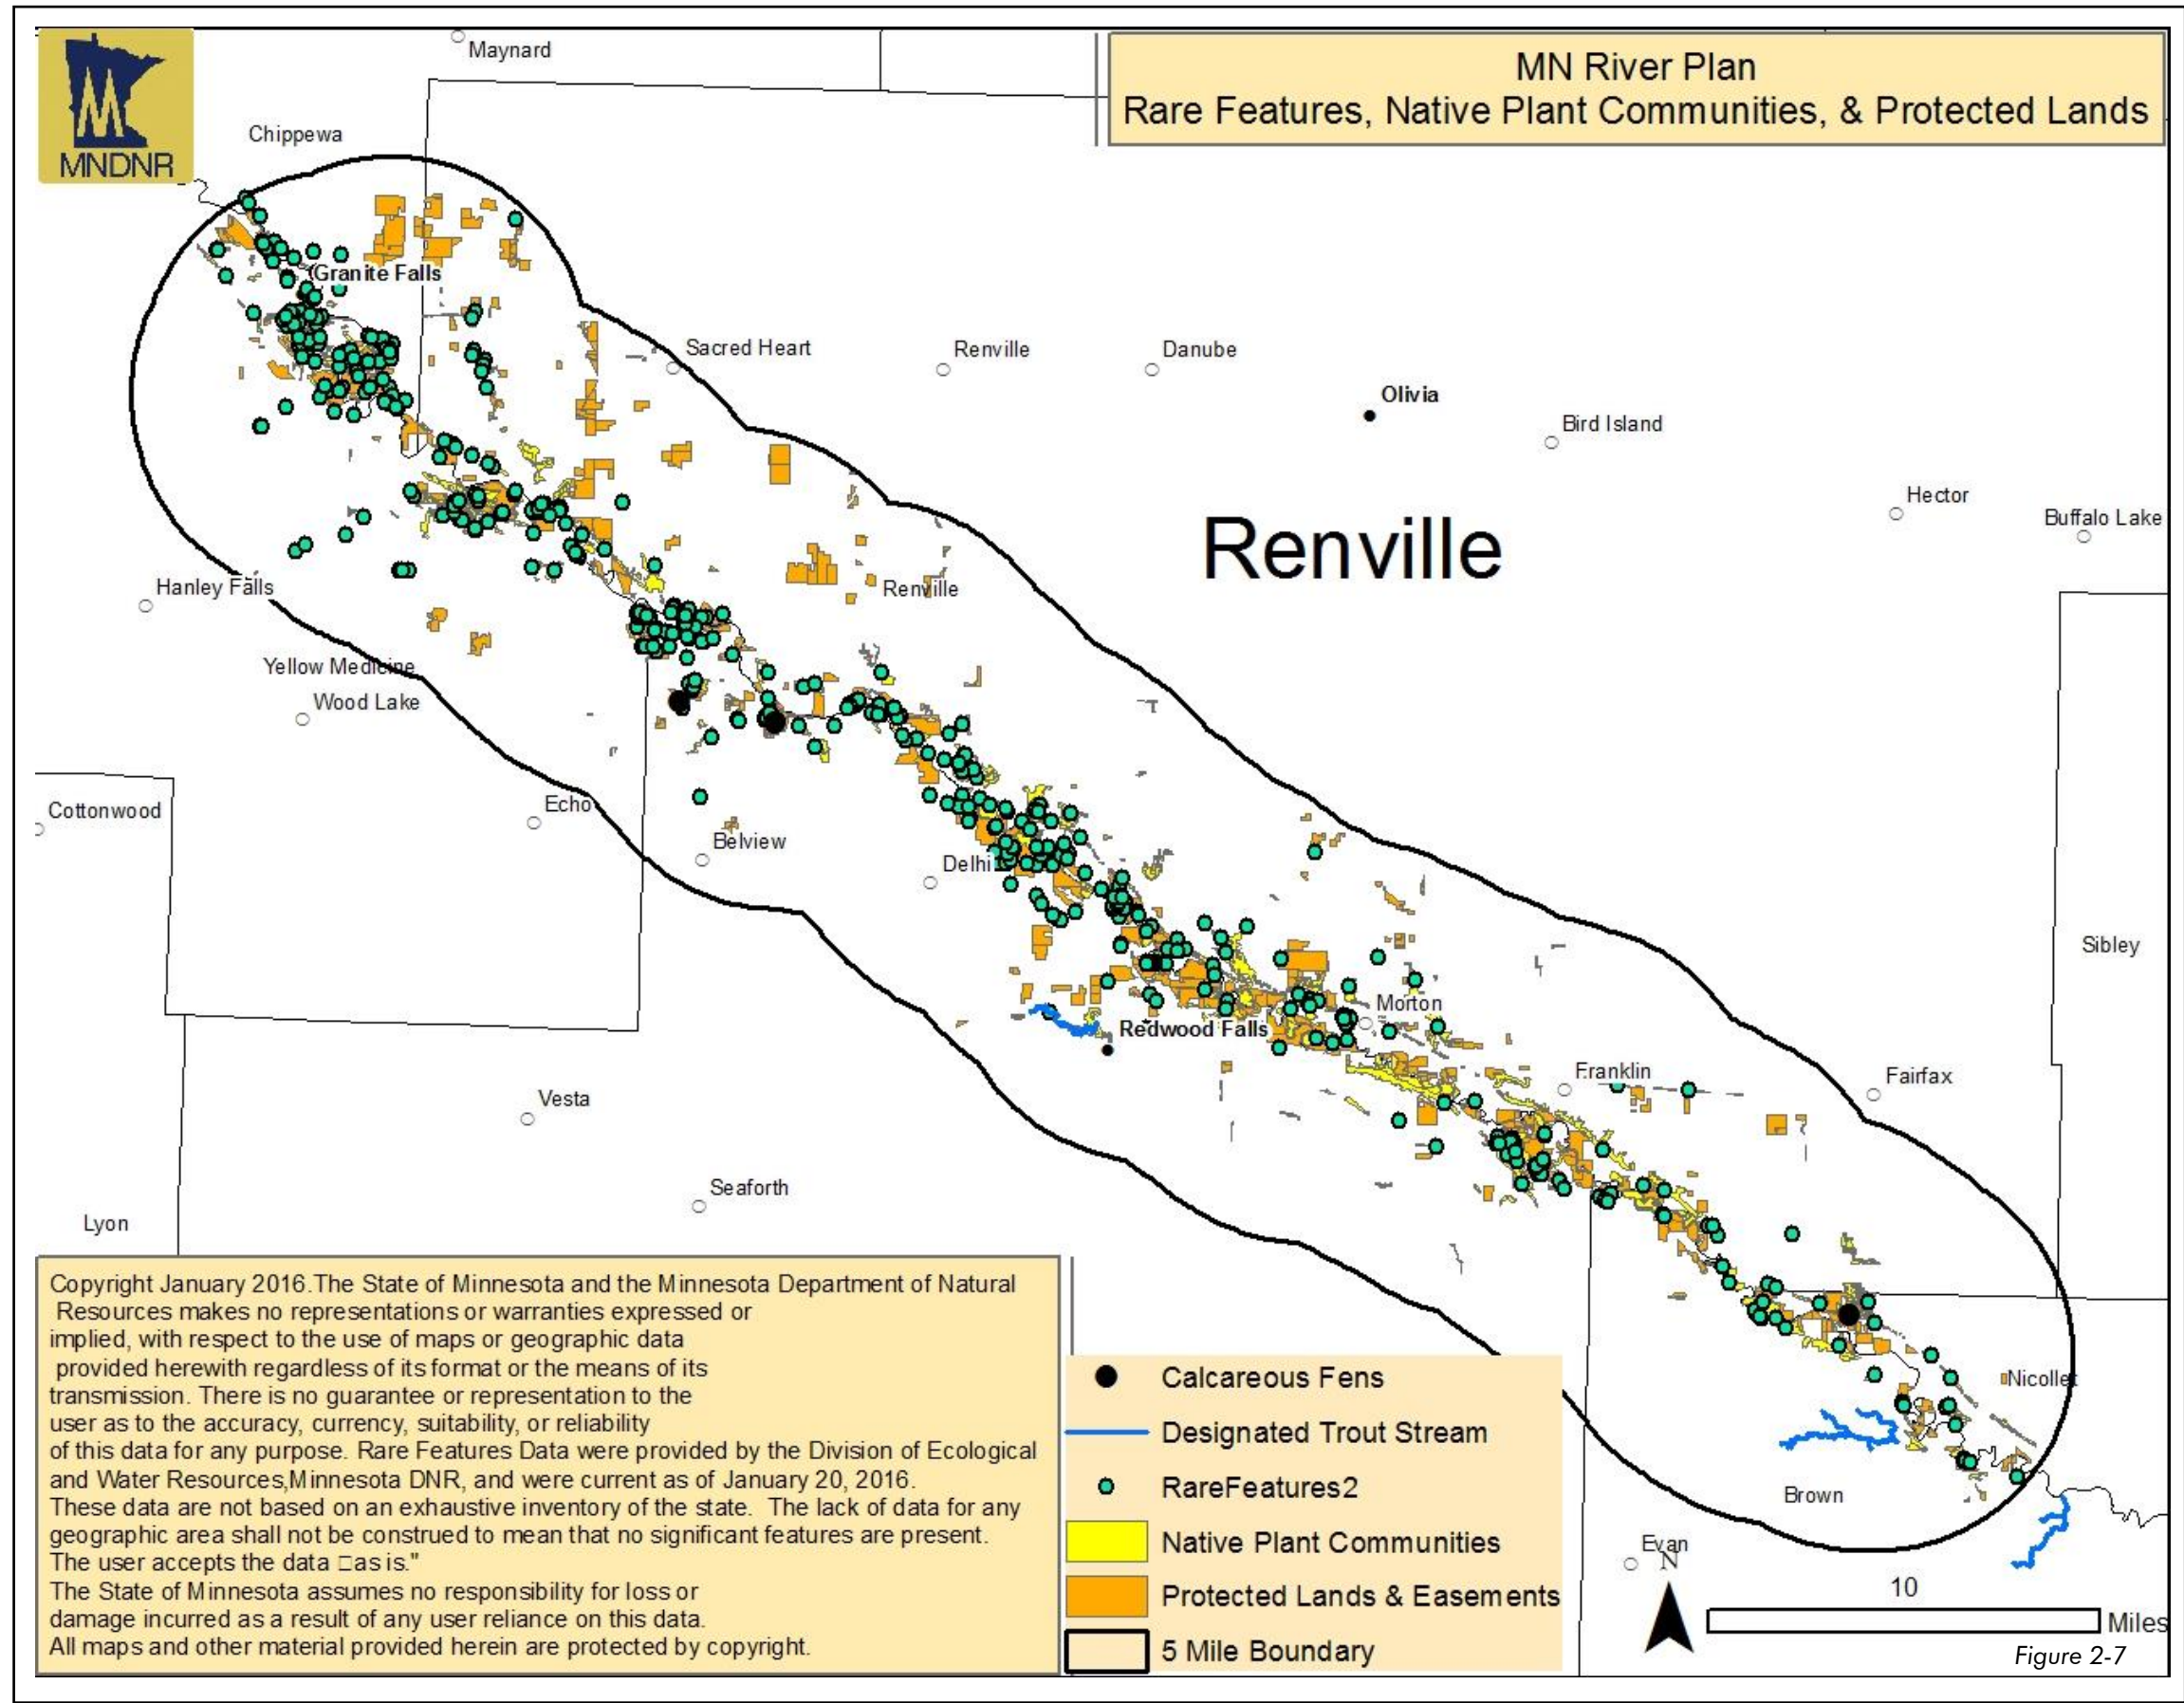 Maynard
MN River Plan
Rare Features, Native Plant Communities, & Protected Lands
MNDNR
Chippewa
Granite Falls
Sacred Heart
Renville
Danube
Olivia
Bird Island
Hector
Buffalo Lake
Renville
Hanley Falls
Renville
Yellow Medicine
Wood Lake
Cottonwood
Echo
Belview
Delhi
Sibley
Morton
Redwood Falls
Franklin
Fairfax
Vesta
Seaforth
Lyon
Nicollet
Brown
Evan
Copyright January 2016.The State of Minnesota and the Minnesota Department of Natural
Resources makes no representations or warranties expressed or
implied, with respect to the use of maps or geographic data
provided herewith regardless of its format or the means of its
transmission. There is no guarantee or representation to the
user as to the accuracy, currency, suitability, or reliability
of this data for any purpose. Rare Features Data were provided by the Division of Ecological
and Water Resources,Minnesota DNR, and were current as of January 20, 2016.
These data are not based on an exhaustive inventory of the state. The lack of data for any
geographic area shall not be construed to mean that no significant features are present.
The user accepts the data □as is."
The State of Minnesota assumes no responsibility for loss or
damage incurred as a result of any user reliance on this data.
All maps and other material provided herein are protected by copyright.
Calcareous Fens
Designated Trout Stream
RareFeatures2
Native Plant Communities
Protected Lands & Easements
5 Mile Boundary
N
10
Miles
Figure 2-7